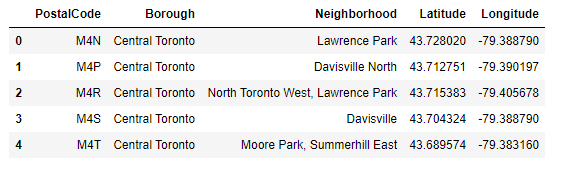 PostalCode Borough Neighborhood Latitude Longitude
0 M4N Central Toronto Lawrence Park 43.728020 -79.388790
1 M4P Central Toronto Davisville North 43.712751 -79.390197
2 M4R Central Toronto North Toronto West, Lawrence Park 43.715383 -79.405678
3 M4S Central Toronto Davisville 43.704324 -79.388790
4 M4T Central Toronto Moore Park, Summerhill East 43.689574 -79.383160